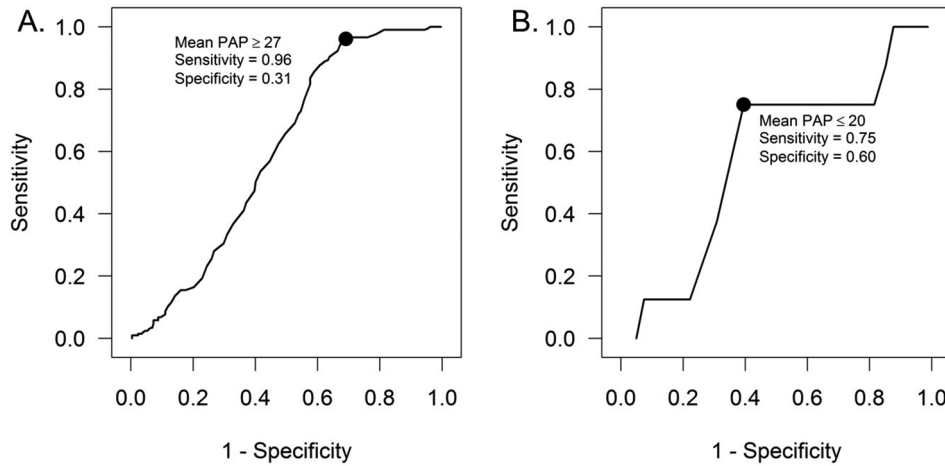 A.
Mean PAP ≥ 27
Sensitivity = 0.96
Specificity = 0.31
1.0
0.8
0.6
0.4
0.2
0.0
Sensitivity
0.0 0.2 0.4 0.6 0.8 1.0
1 - Specificity
B.
Mean PAP ≤ 20
Sensitivity = 0.75
Specificity = 0.60
1.0
0.8
0.6
0.4
0.2
0.0
Sensitivity
0.0 0.2 0.4 0.6 0.8 1.0
1 - Specificity